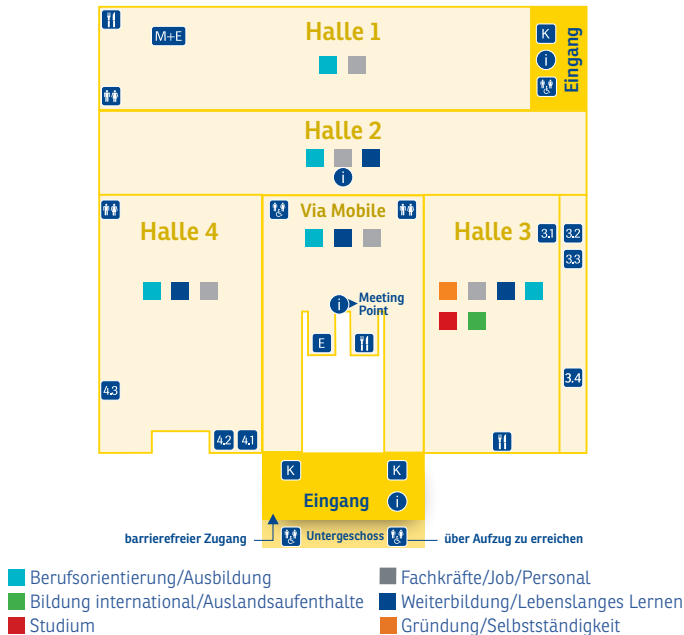 Halle 1
M+E
K
i
Eingang
Halle 2
i
Via Mobile
Halle 4
Halle 3
3.1
3.2
3.3
i
Meeting
Point
E
3.4
4.3
4.2
4.1
K
K
Eingang
i
barrierefreier Zugang
Untergeschoss
über Aufzug zu erreichen
Berufsorientierung/Ausbildung
Fachkräfte/Job/Personal
Bildung international/Auslandsaufenthalte
Weiterbildung/Lebenslanges Lernen
Studium
Gründung/Selbstständigkeit